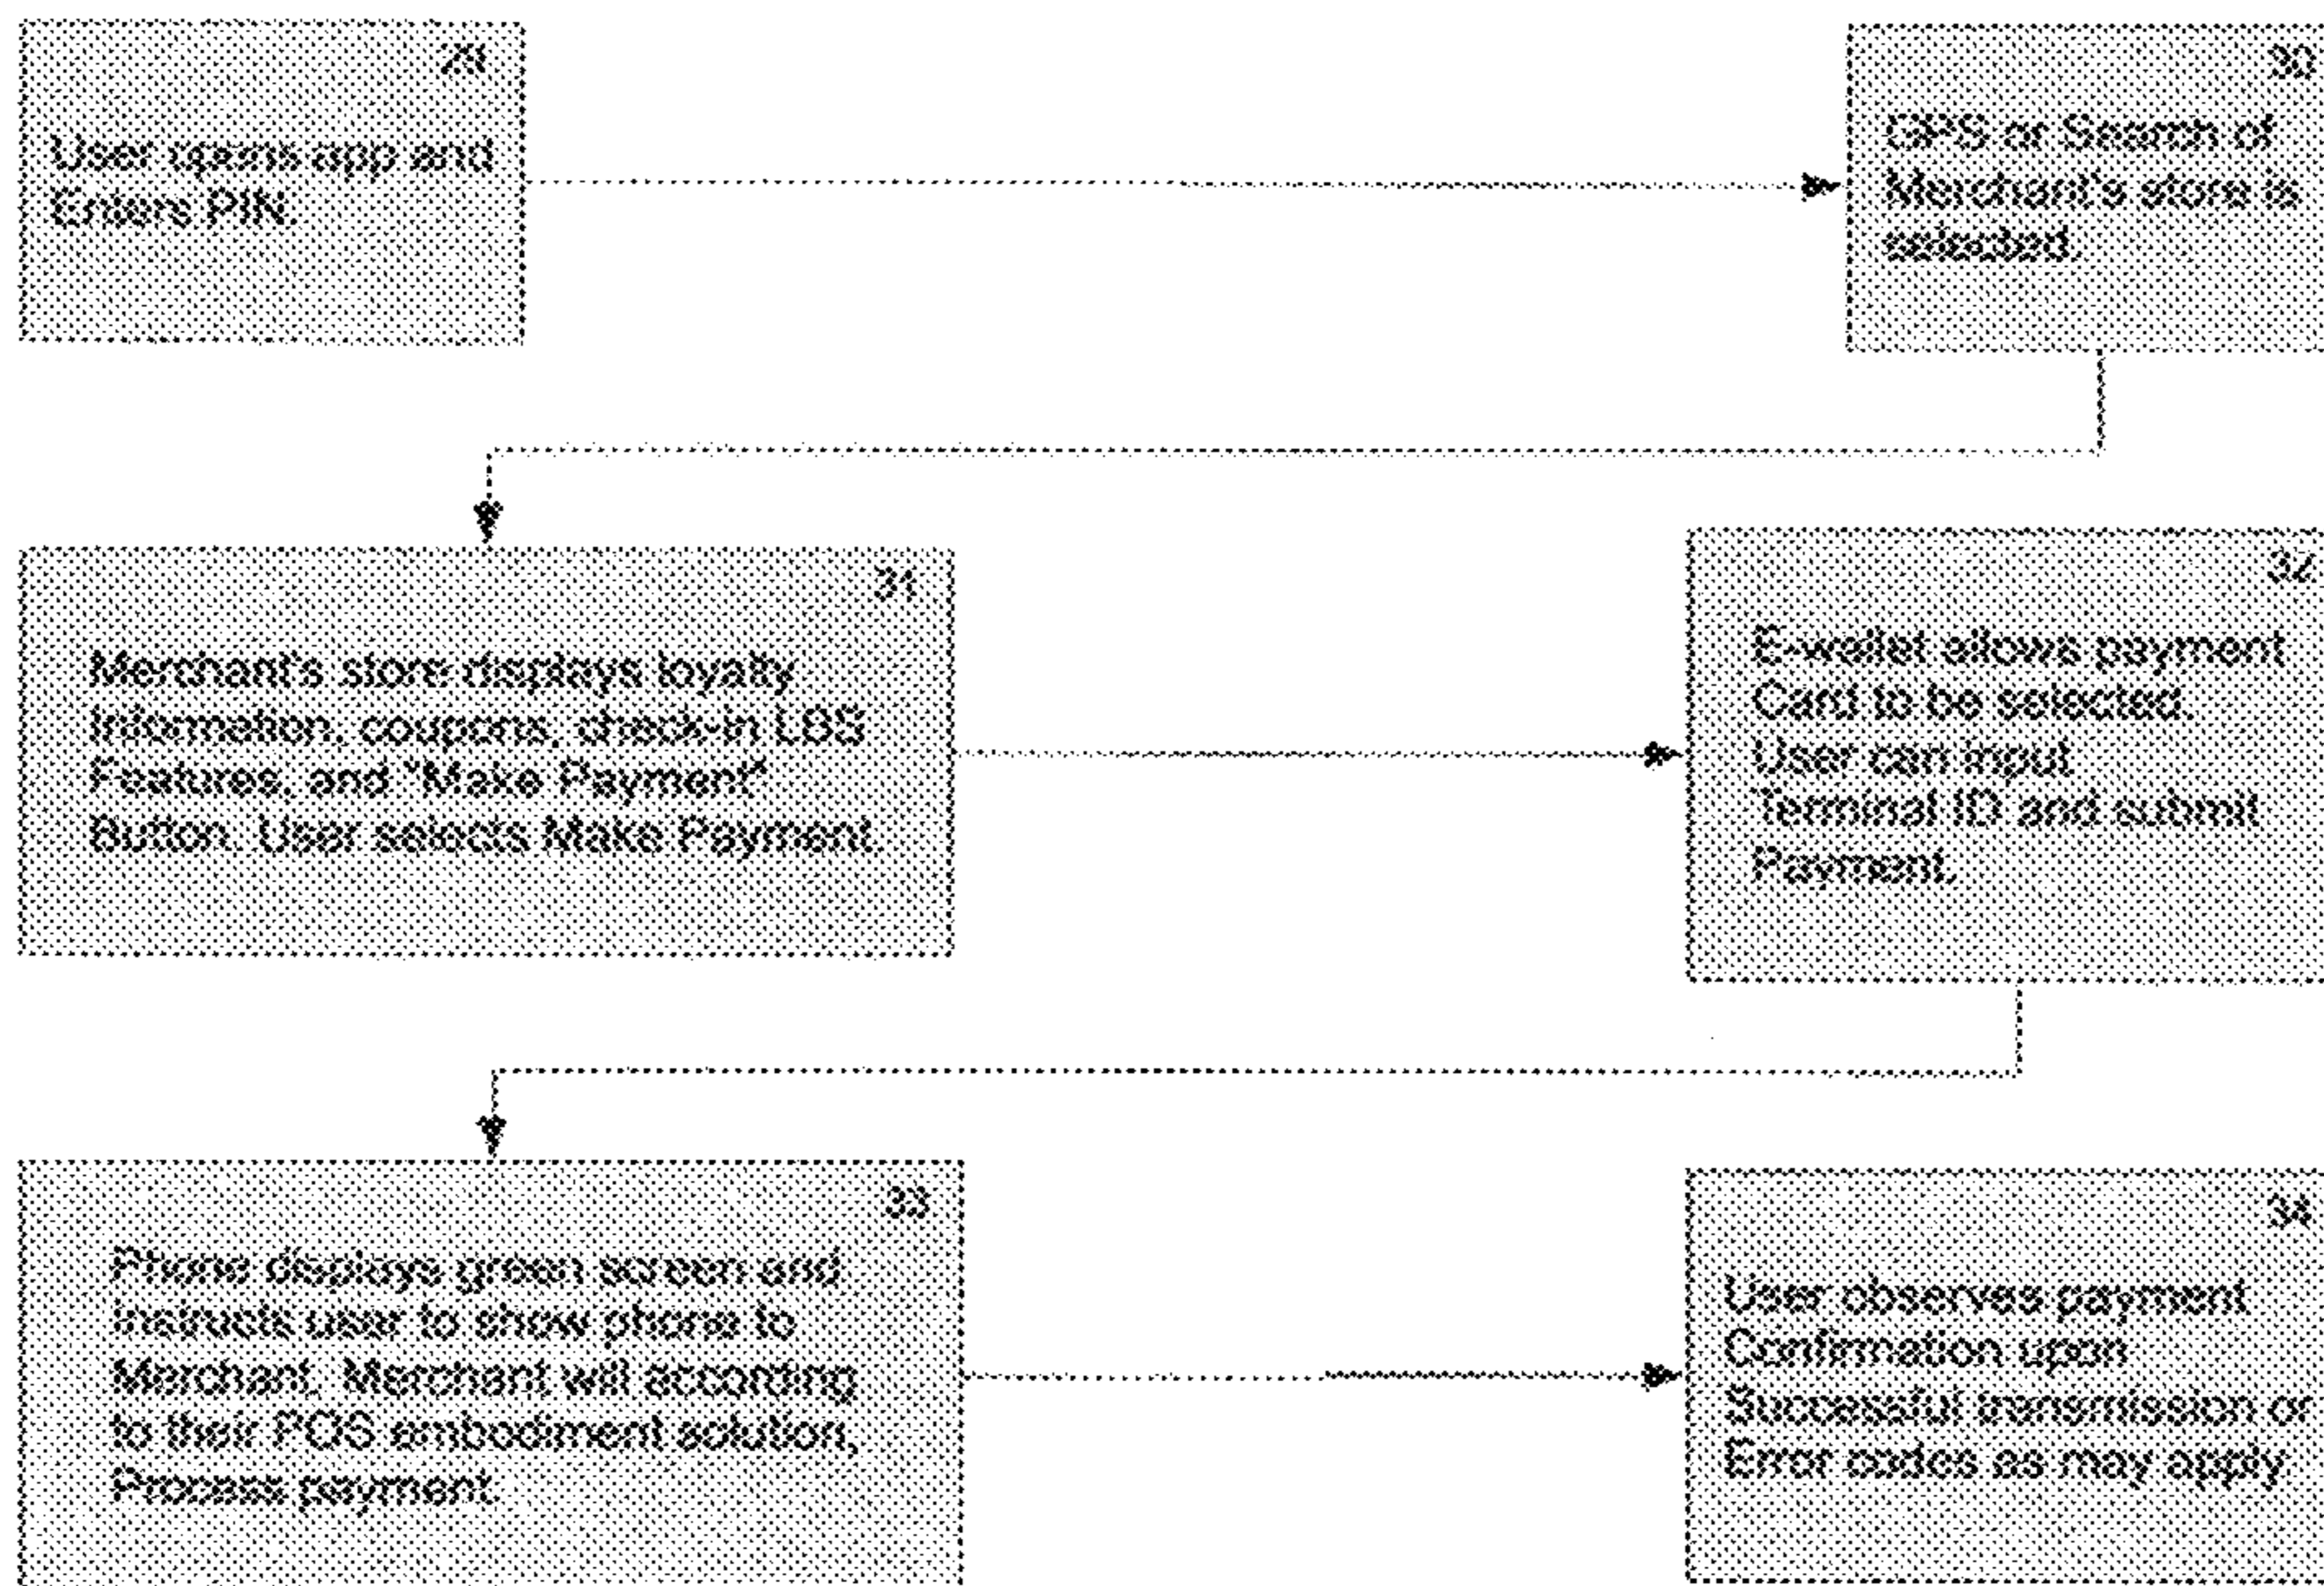 29
User opens app and
Enters PIN.
30
GPS or Search of
Merchant's store is
selected.
31
Merchant's store displays loyalty
Information, coupons, check-in LBS
Features, and "Make Payment"
Button. User selects Make Payment.
32
E-wallet allows payment
Card to be selected.
User can input
Terminal ID and submit
Payment.
33
Phone displays green screen and
instructs user to show phone to
Merchant. Merchant will according
to their POS embodiment solution,
Process payment.
34
User observes payment
Confirmation upon
Successful transmission or
Error codes as may apply.